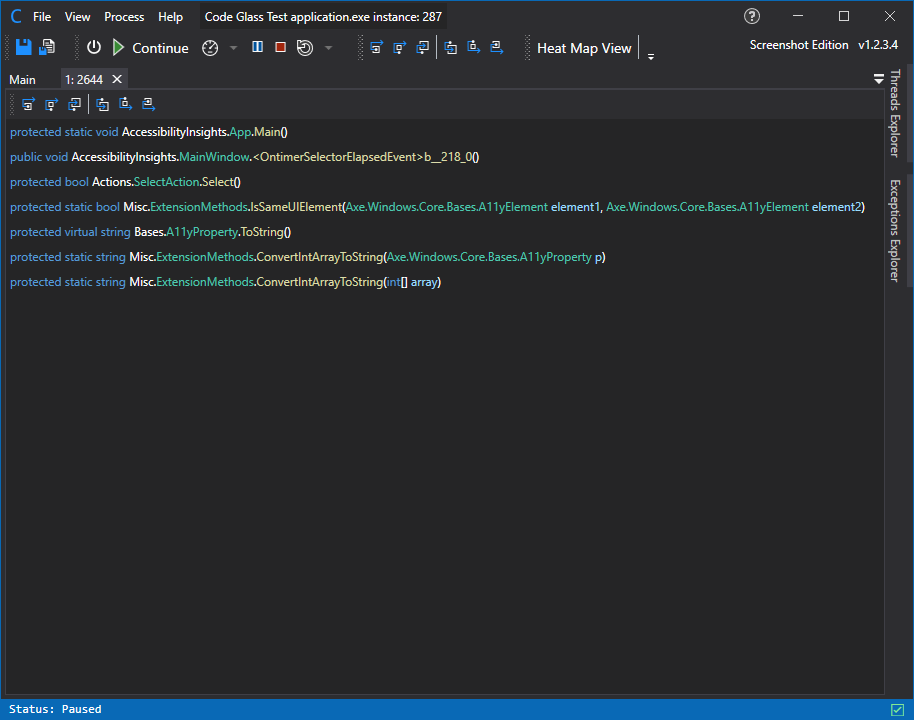 C File View Process Help Code Glass Test application.exe instance: 287
Continue Heat Map View Screenshot Edition v1.2.3.4
Main 1: 2644
protected static void AccessibilityInsights.App.Main()
public void AccessibilityInsights.MainWindow.<OntimerSelectorElapsedEvent>b__218_0()
protected bool Actions.SelectAction.Select()
protected static bool Misc.ExtensionMethods.IsSameUIElement(Axe.Windows.Core.Bases.A11yElement element1, Axe.Windows.Core.Bases.A11yElement element2)
protected virtual string Bases.A11yProperty.ToString()
protected static string Misc.ExtensionMethods.ConvertIntArrayToString(Axe.Windows.Core.Bases.A11yProperty p)
protected static string Misc.ExtensionMethods.ConvertIntArrayToString(int[] array)
Threads Explorer
Exceptions Explorer
Status: Paused